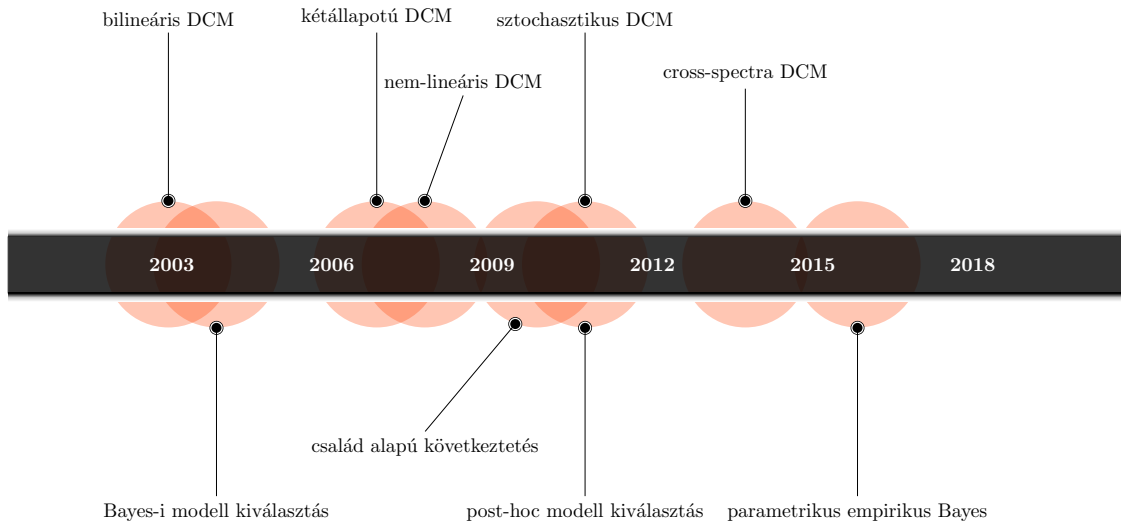 bilineáris DCM
kétállapotú DCM
sztochasztikus DCM
nem-lineáris DCM
cross-spectra DCM
2003 2006 2009 2012 2015 2018
család alapú következtetés
Bayes-i modell kiválasztás
post-hoc modell kiválasztás
parametrikus empirikus Bayes